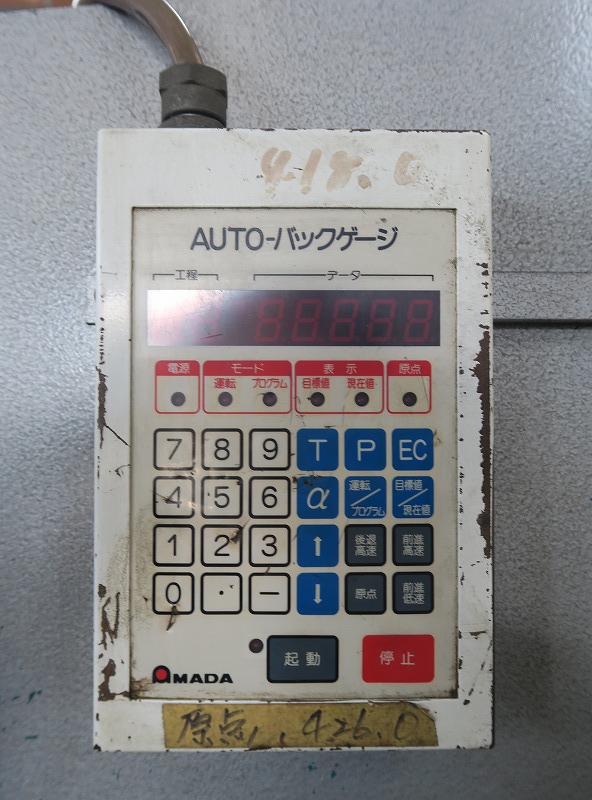 418.0
AUTO-バックゲージ
工程 データ
電源 モード 表示 原点
運転 プログラム 目標値 現在値
7 8 9 T P EC
4 5 6 α 運転/プログラム 目標値/現在値
1 2 3 ↑ 後退高速 前進高速
0 . - ↓ 原点 前進低速
起動 停止
AMADA
原点, 426.0